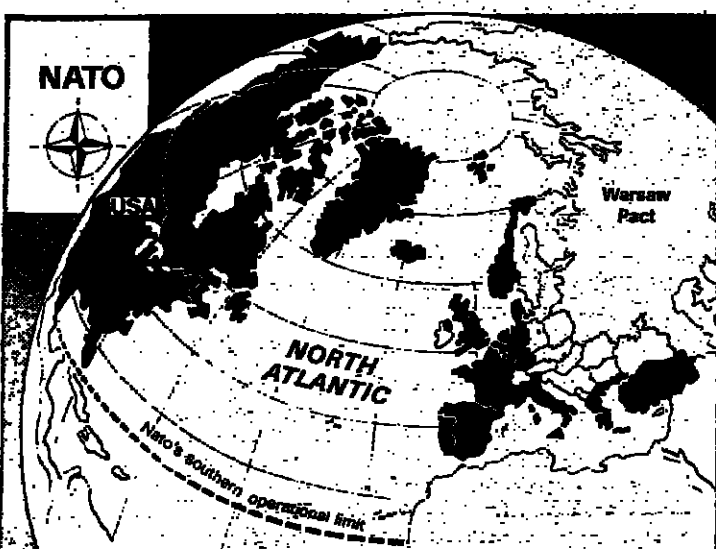 NATO
USA
Warsaw
Pact
NORTH
ATLANTIC
Nato's southern operational limit